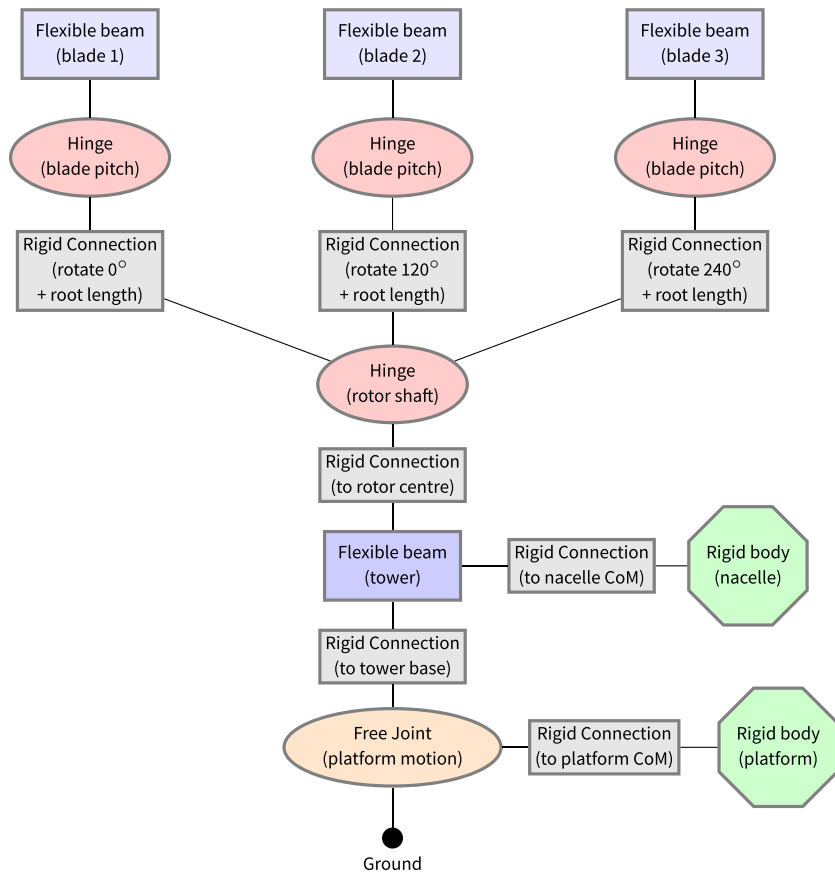 Flexible beam
(blade 1)
Flexible beam
(blade 2)
Flexible beam
(blade 3)
Hinge
(blade pitch)
Hinge
(blade pitch)
Hinge
(blade pitch)
Rigid Connection
(rotate 0°
+ root length)
Rigid Connection
(rotate 120°
+ root length)
Rigid Connection
(rotate 240°
+ root length)
Hinge
(rotor shaft)
Rigid Connection
(to rotor centre)
Flexible beam
(tower)
Rigid Connection
(to nacelle CoM)
Rigid body
(nacelle)
Rigid Connection
(to tower base)
Free Joint
(platform motion)
Rigid Connection
(to platform CoM)
Rigid body
(platform)
Ground